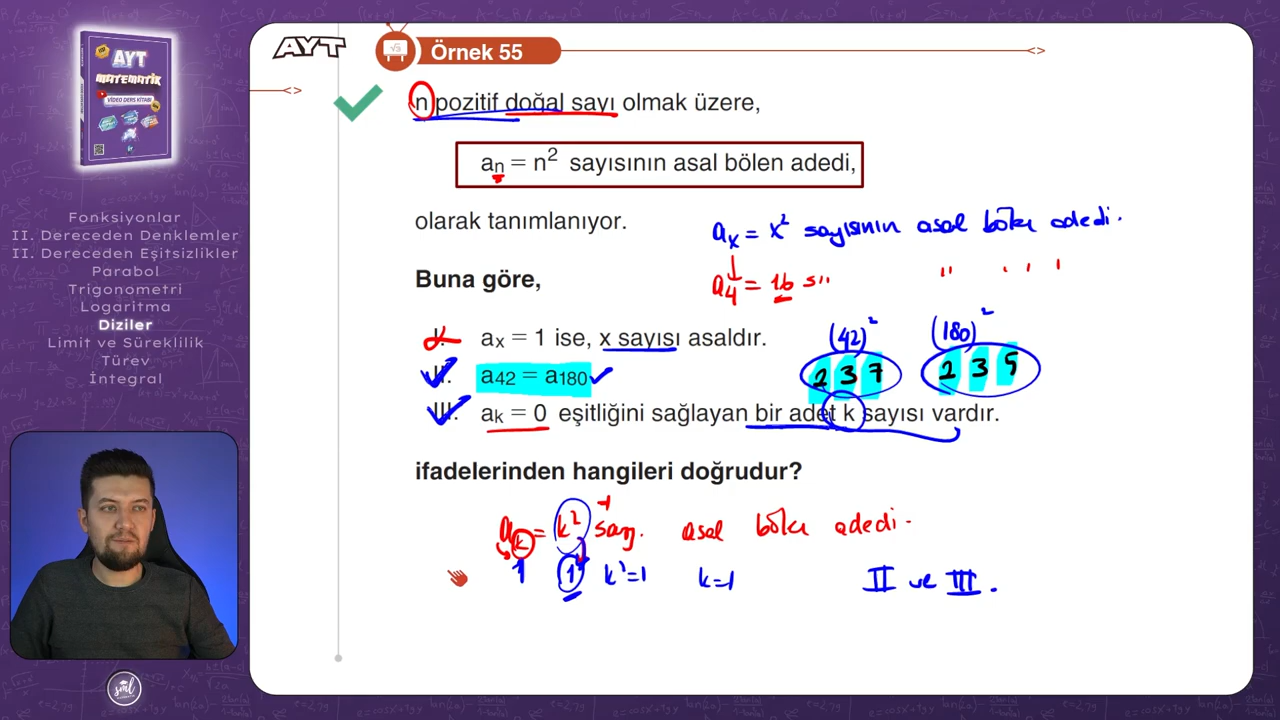 AYT
MATEMATİK
VİDEO DERS KİTABI
Fonksiyonlar
II. Dereceden Denklemler
II. Dereceden Eşitsizlikler
Parabol
Trigonometri
Logaritma
Diziler
Limit ve Süreklilik
Türev
İntegral
sml
AYT
√3
Örnek 55
n pozitif doğal sayı olmak üzere,
aₙ = n² sayısının asal bölen adedi,
olarak tanımlanıyor.
aₓ = x² sayısının asal bölen adedi.
a₄ = 16
Buna göre,
(42)² (180)²
I. aₓ = 1 ise, x sayısı asaldır.
2 3 7 2 3 5
II. a₄₂ = a₁₈₀
III. aₖ = 0 eşitliğini sağlayan bir adet k sayısı vardır.
ifadelerinden hangileri doğrudur?
aₖ = k² asal bölen adedi.
1 1 k²=1 k=1 II ve III.